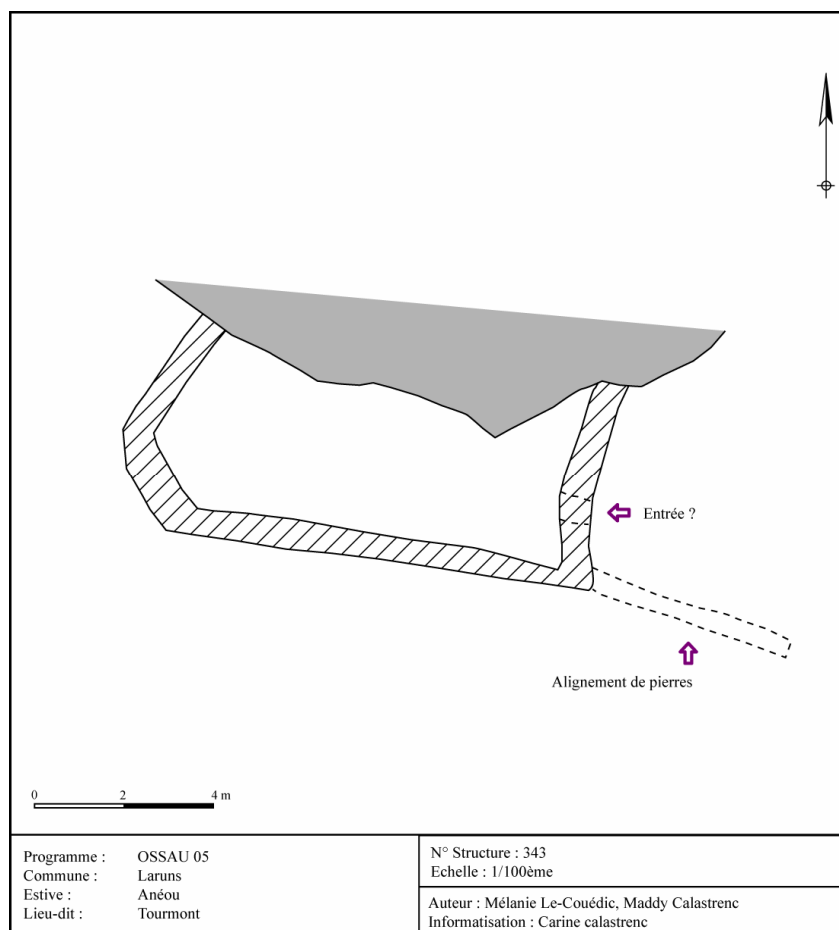 Entrée ?
Alignement de pierres
0 2 4 m
Programme : OSSAU 05
Commune : Laruns
Estive : Anéou
Lieu-dit : Tourmont
N° Structure : 343
Echelle : 1/100ème
Auteur : Mélanie Le-Couédic, Maddy Calastrenc
Informatisation : Carine calastrenc